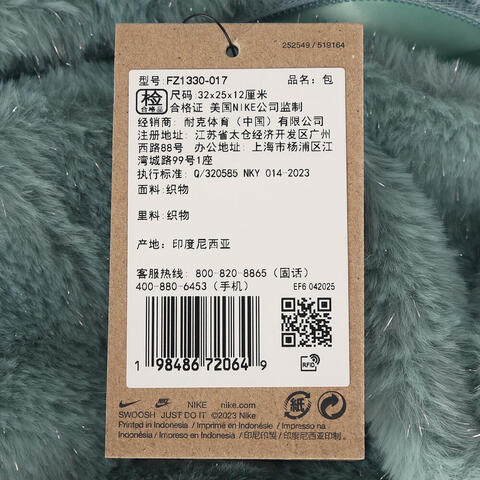 252549 / 519164
型号:FZ1330-017 品名:包
检 合格品 尺码 32x25x12厘米
合格证 美国NIKE公司监制
经销商: 耐克体育（中国）有限公司
注册地址: 江苏省太仓经济开发区广州
西路88号 办公地址: 上海市杨浦区江
湾城路99号1座
执行标准: Q/320585 NKY 014-2023
面料:织物
里料:织物
产地: 印度尼西亚
客服热线: 800-820-8865（固话）
400-880-6453（手机）
EF6 042025
1 98486 72064 9
RFID
NIKE nike.com
SWOOSH JUST DO IT ©2023 Nike
Printed in Indonesia / Imprimé en Indonésie / Impresso na
Indonésia / Impreso en Indonesia / 印尼印製 / 印度尼西亚印制.
紙